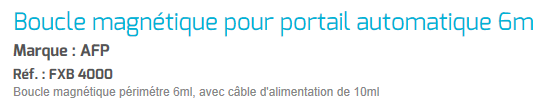 Boucle magnétique pour portail automatique 6m
Marque : AFP
Réf. : FXB 4000
Boucle magnétique périmétre 6ml, avec câble d'alimentation de 10ml